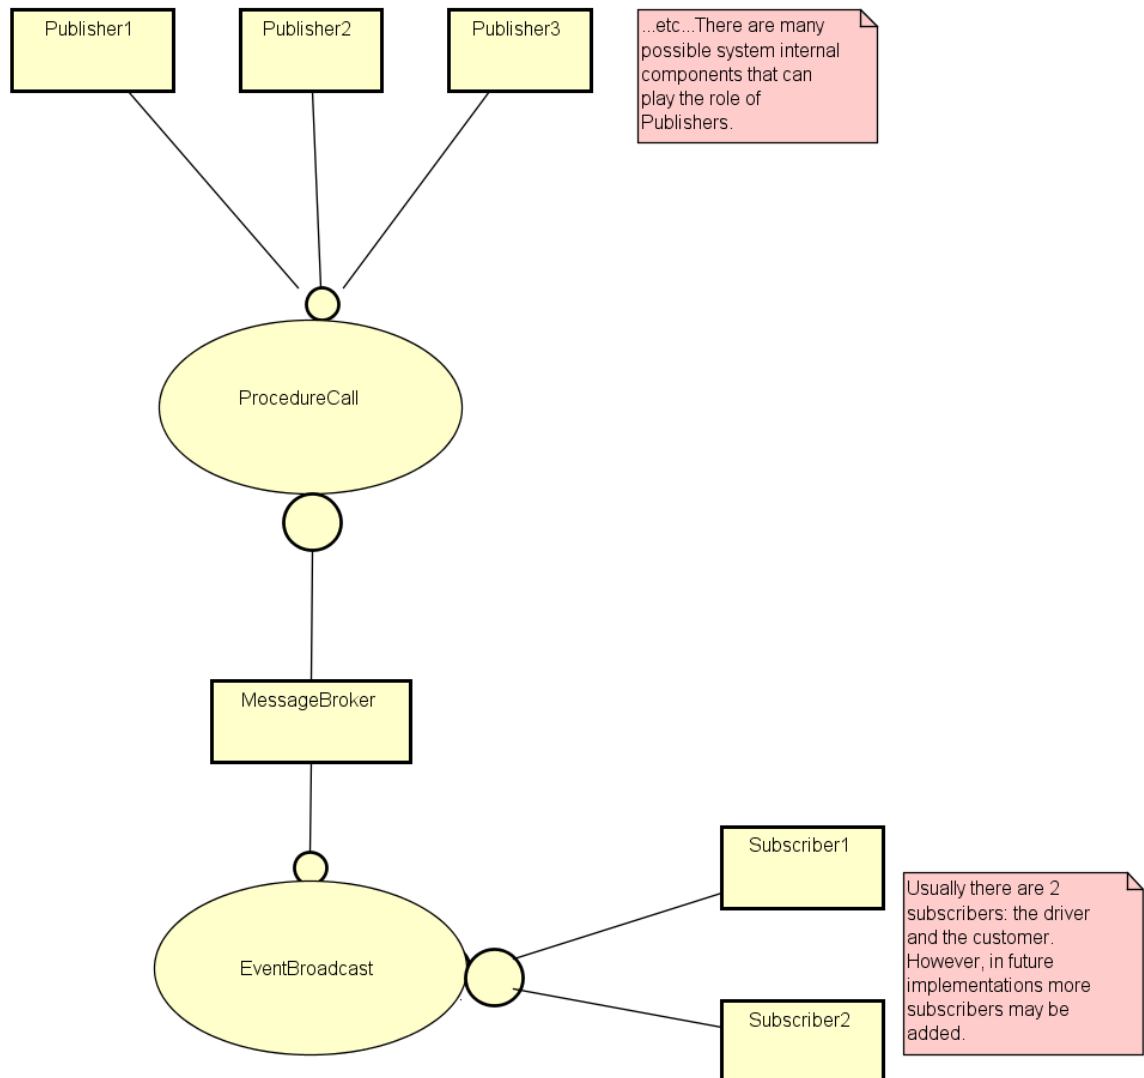 Publisher1
Publisher2
Publisher3
...etc...There are many
possible system internal
components that can
play the role of
Publishers.
ProcedureCall
MessageBroker
EventBroadcast
Subscriber1
Usually there are 2
subscribers: the driver
and the customer.
However, in future
implementations more
subscribers may be
added.
Subscriber2